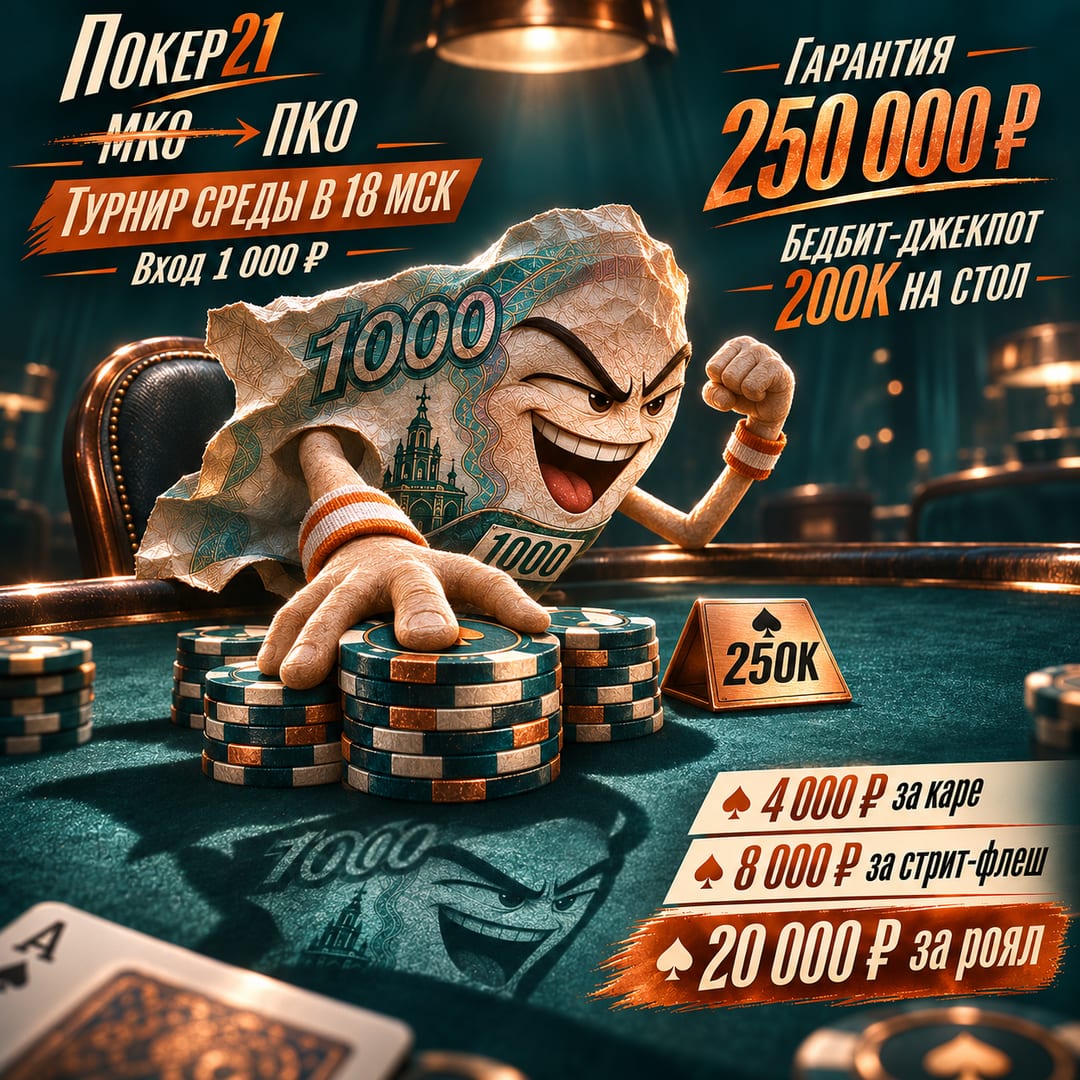 ПОКЕР21
МКО → ПКО
ТУРНИР СРЕДЫ В 18 МСК
ВХОД 1 000 ₽
ГАРАНТИЯ
250 000 ₽
БЕДБИТ-ДЖЕКПОТ
200К НА СТОЛ
1000
1000
♠
250K
1000
♠ 4 000 ₽ за каре
♠ 8 000 ₽ за стрит-флеш
♠ 20 000 ₽ за роял
A
♠